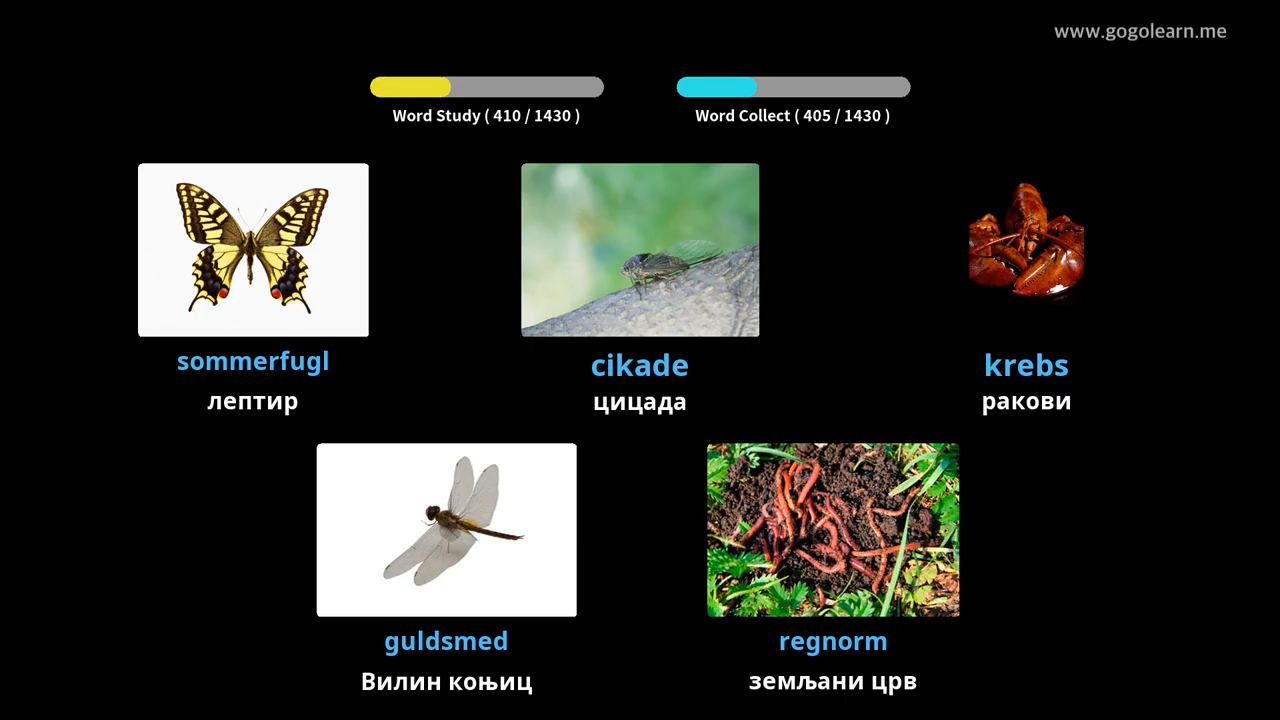 www.gogolearn.me
Word Study ( 410 / 1430 )
Word Collect ( 405 / 1430 )
sommerfugl
лептир
cikade
цицада
krebs
ракови
guldsmed
Вилин коњиц
regnorm
земљани црв